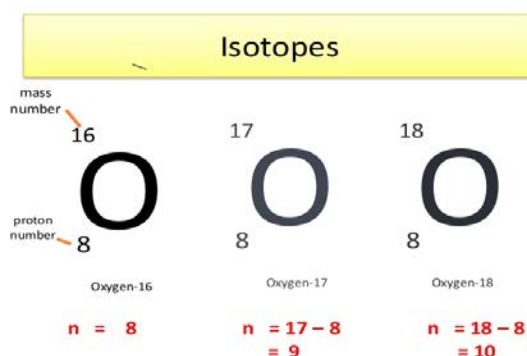 Isotopes
mass
number
16
O
proton
number
8
Oxygen-16
n = 8
17
O
8
Oxygen-17
n = 17 – 8
= 9
18
O
8
Oxygen-18
n = 18 – 8
= 10